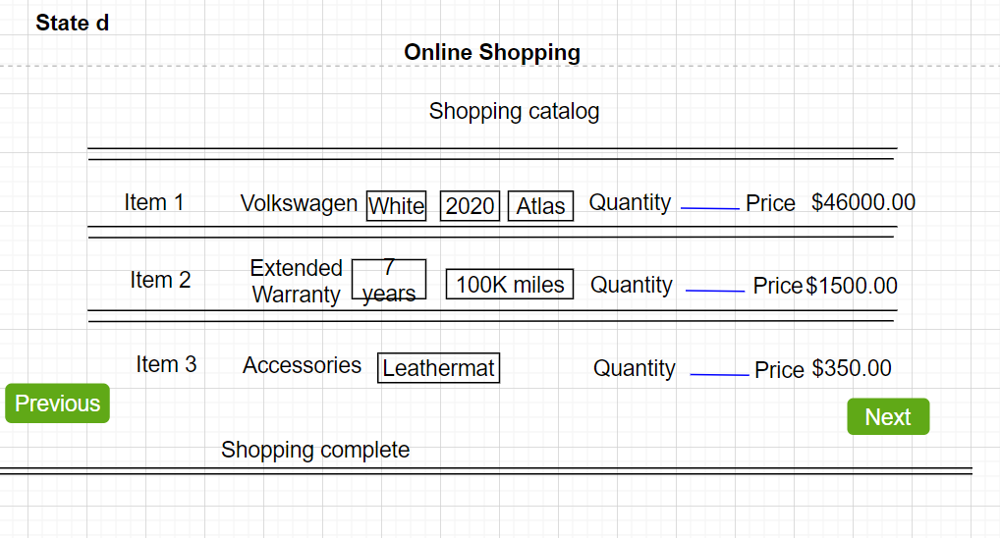 State d
Online Shopping
Shopping catalog
Item 1 Volkswagen White 2020 Atlas Quantity Price $46000.00
Item 2 Extended Warranty 7 years 100K miles Quantity Price $1500.00
Item 3 Accessories Leathermat Quantity Price $350.00
Previous
Next
Shopping complete